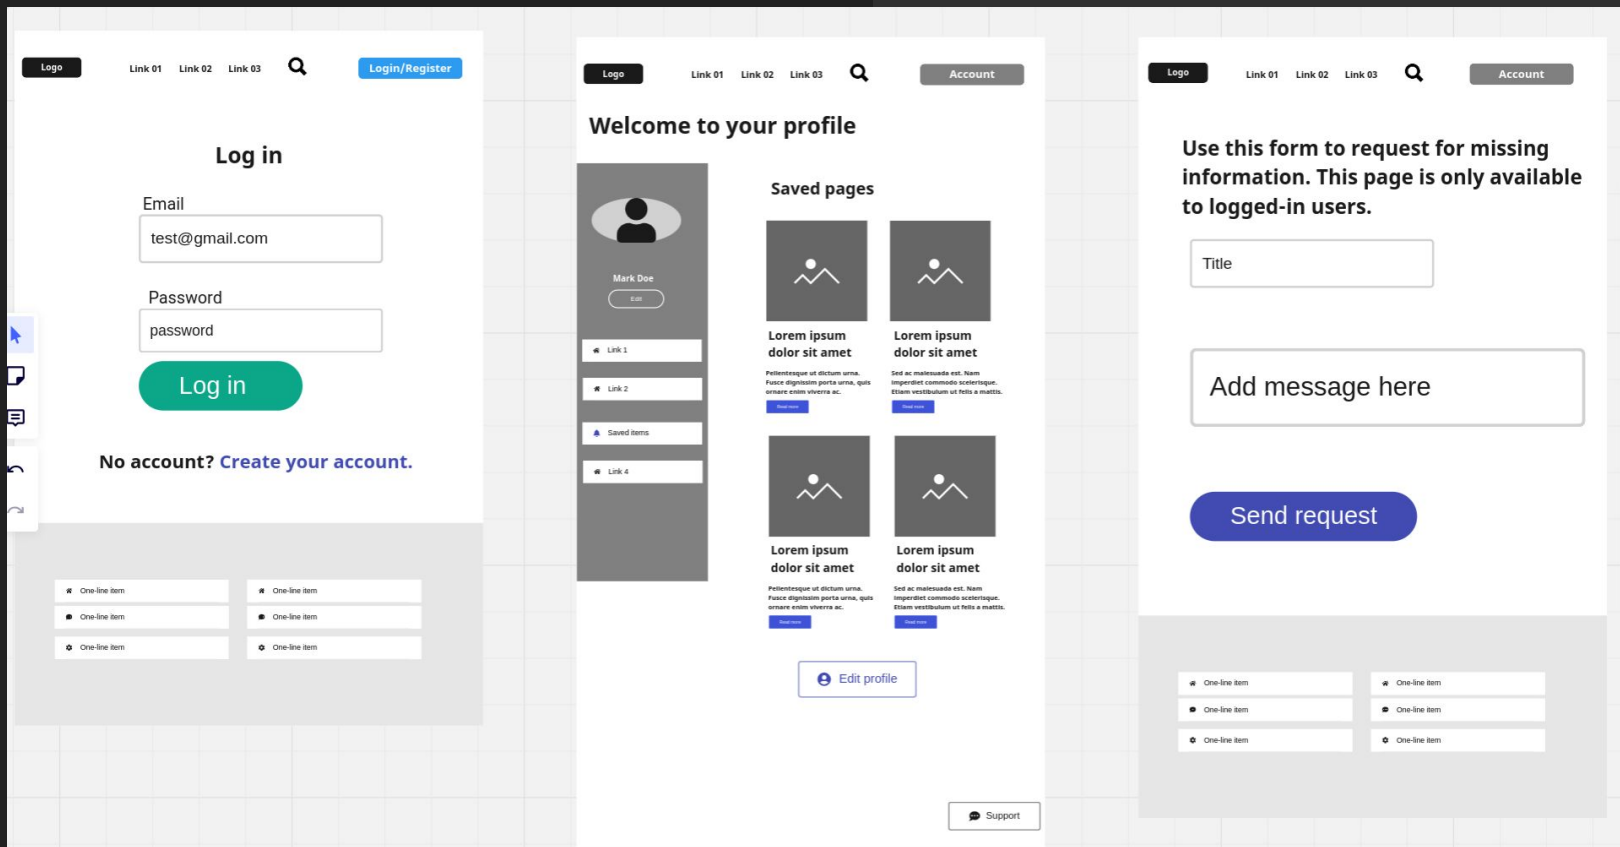 Logo
Link 01 Link 02 Link 03
Login/Register
Log in
Email
test@gmail.com
Password
password
Log in
No account? Create your account.
One-line item
One-line item
One-line item
One-line item
One-line item
One-line item
Logo
Link 01 Link 02 Link 03
Account
Welcome to your profile
Mark Doe
Edit
Link 1
Link 2
Saved items
Link 4
Saved pages
Lorem ipsum
dolor sit amet
Pellentesque ut dictum urna.
Fusce dignissim porta urna, quis
ornare enim viverra ac.
Read more
Lorem ipsum
dolor sit amet
Sed ac malesuada est. Nam
imperdiet commodo scelerisque.
Etiam vestibulum ut felis a mattis.
Read more
Lorem ipsum
dolor sit amet
Pellentesque ut dictum urna.
Fusce dignissim porta urna, quis
ornare enim viverra ac.
Read more
Lorem ipsum
dolor sit amet
Sed ac malesuada est. Nam
imperdiet commodo scelerisque.
Etiam vestibulum ut felis a mattis.
Read more
Edit profile
Support
Logo
Link 01 Link 02 Link 03
Account
Use this form to request for missing
information. This page is only available
to logged-in users.
Title
Add message here
Send request
One-line item
One-line item
One-line item
One-line item
One-line item
One-line item